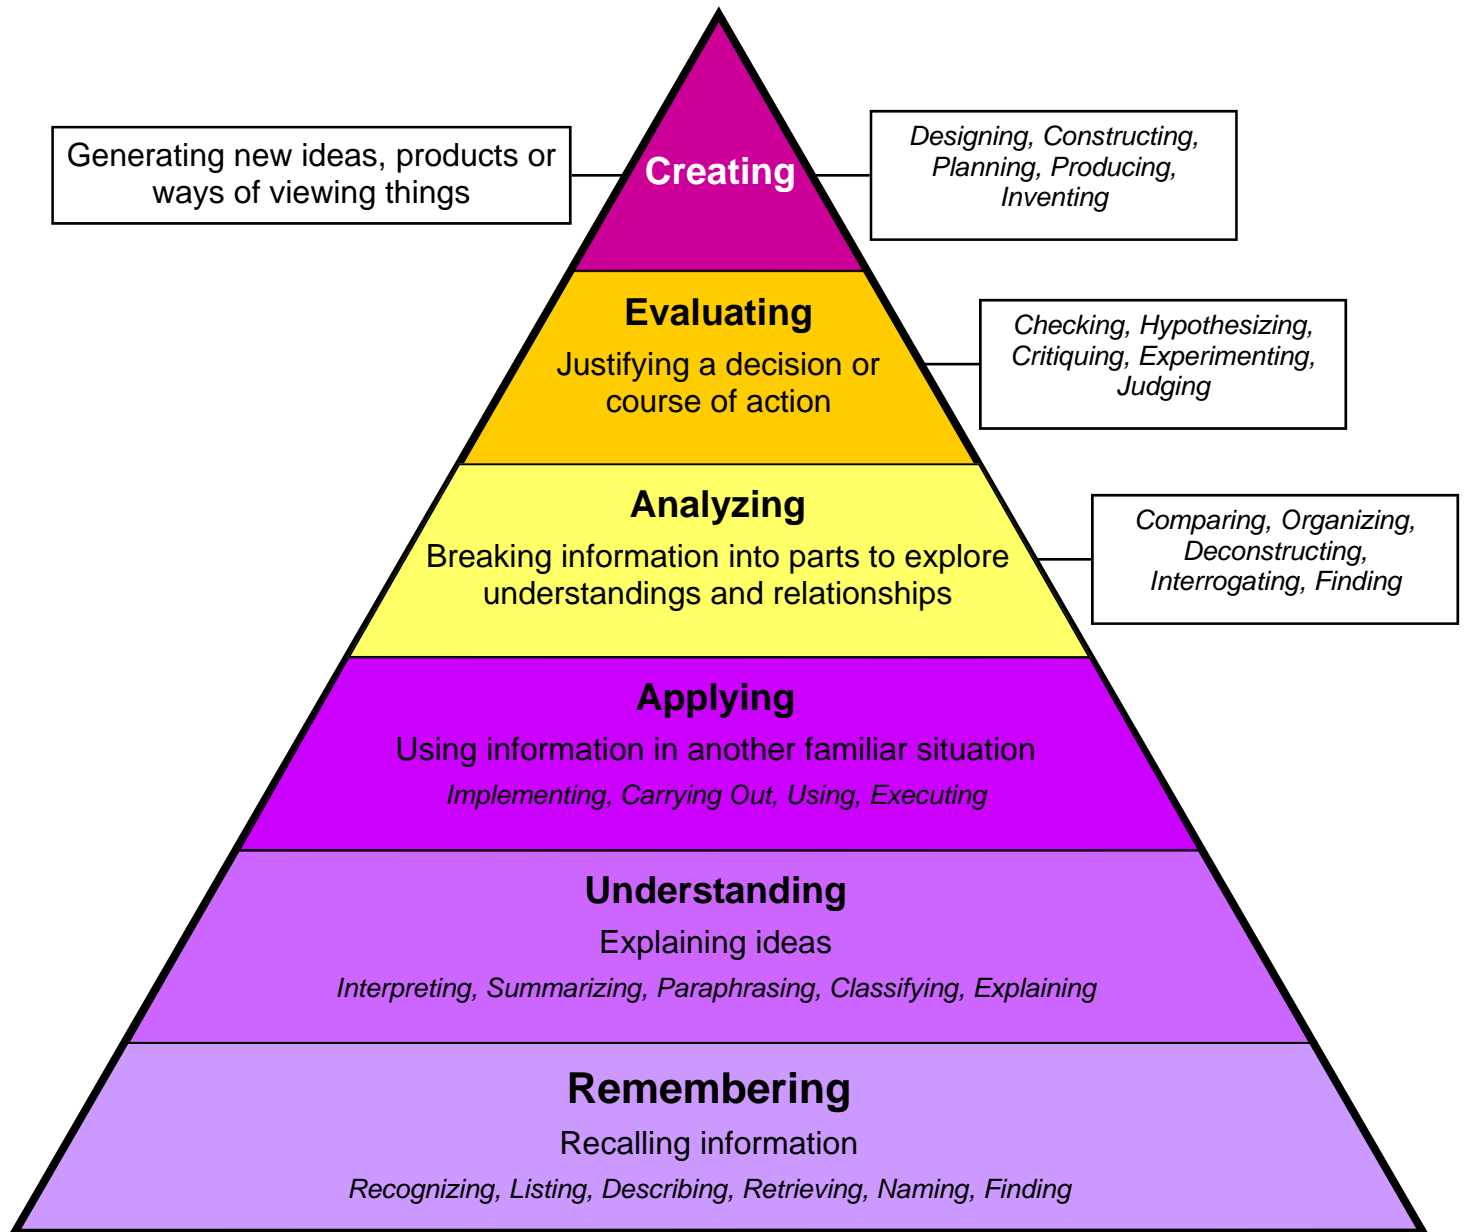 Generating new ideas, products or
ways of viewing things
Creating
Designing, Constructing,
Planning, Producing,
Inventing
Evaluating
Justifying a decision or
course of action
Checking, Hypothesizing,
Critiquing, Experimenting,
Judging
Analyzing
Breaking information into parts to explore
understandings and relationships
Comparing, Organizing,
Deconstructing,
Interrogating, Finding
Applying
Using information in another familiar situation
Implementing, Carrying Out, Using, Executing
Understanding
Explaining ideas
Interpreting, Summarizing, Paraphrasing, Classifying, Explaining
Remembering
Recalling information
Recognizing, Listing, Describing, Retrieving, Naming, Finding